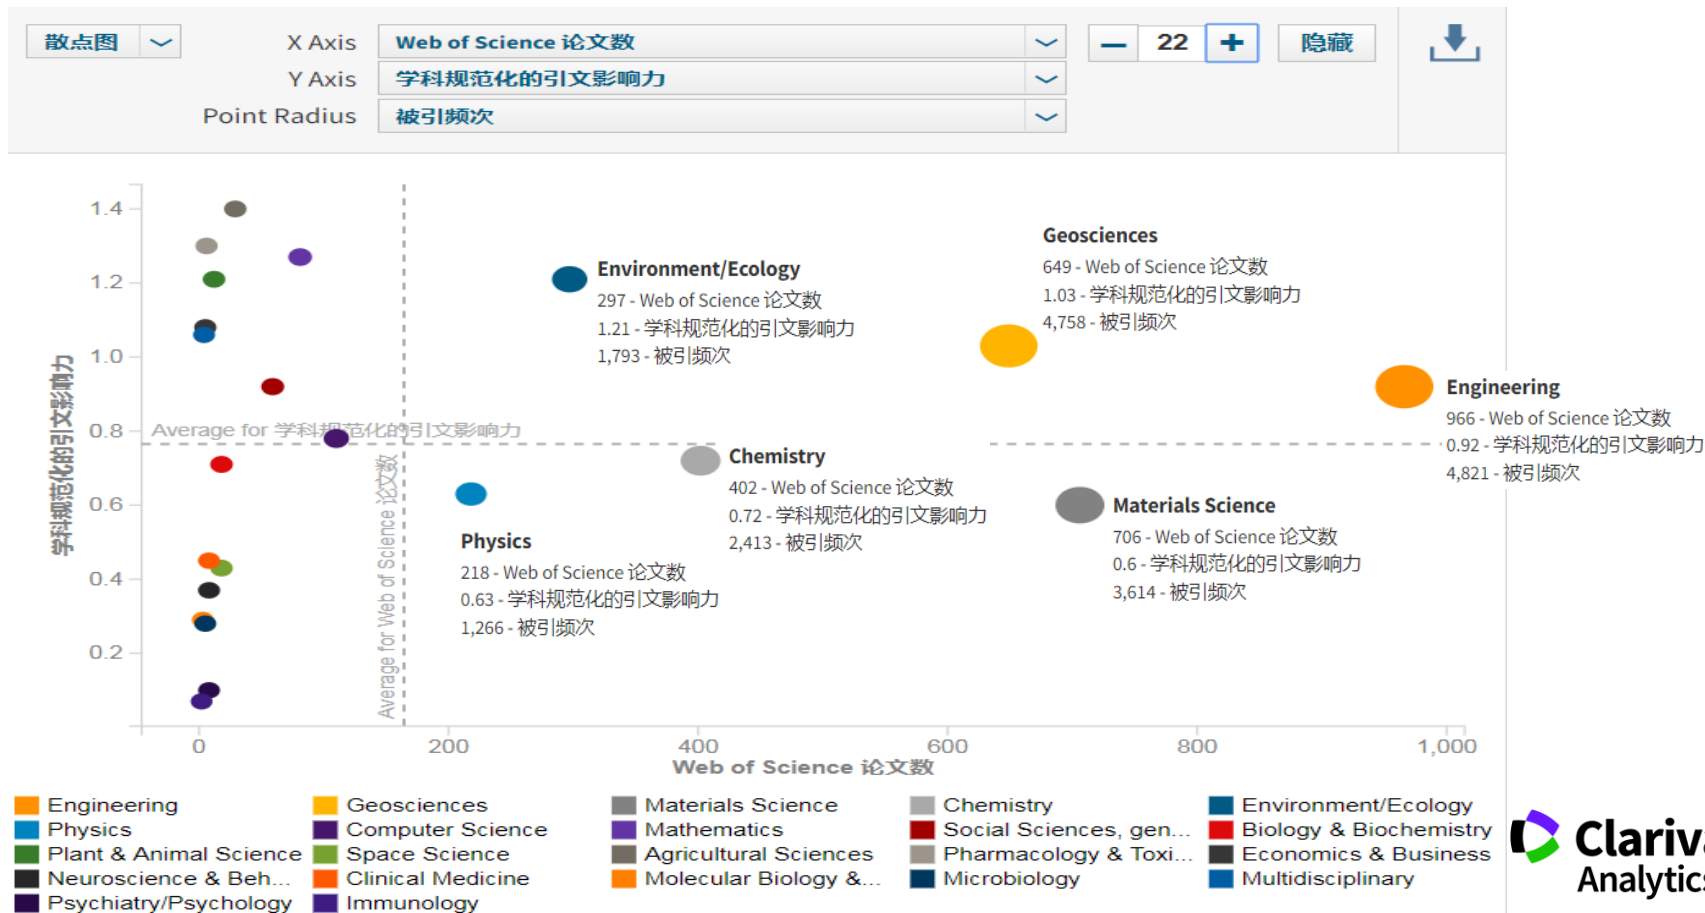 散点图
X Axis
Web of Science 论文数
22
隐藏
Y Axis
学科规范化的引文影响力
Point Radius
被引频次
1.4
1.2
1.0
0.8
0.6
0.4
0.2
学科规范化的引文影响力
Average for 学科规范化的引文影响力
Average for Web of Science 论文数
Geosciences
649 - Web of Science 论文数
1.03 - 学科规范化的引文影响力
4,758 - 被引频次
Environment/Ecology
297 - Web of Science 论文数
1.21 - 学科规范化的引文影响力
1,793 - 被引频次
Engineering
966 - Web of Science 论文数
0.92 - 学科规范化的引文影响力
4,821 - 被引频次
Chemistry
402 - Web of Science 论文数
0.72 - 学科规范化的引文影响力
2,413 - 被引频次
Materials Science
706 - Web of Science 论文数
0.6 - 学科规范化的引文影响力
3,614 - 被引频次
Physics
218 - Web of Science 论文数
0.63 - 学科规范化的引文影响力
1,266 - 被引频次
0 200 400 600 800 1,000
Web of Science 论文数
Engineering Geosciences Materials Science Chemistry Environment/Ecology
Physics Computer Science Mathematics Social Sciences, gen... Biology & Biochemistry
Plant & Animal Science Space Science Agricultural Sciences Pharmacology & Toxi... Economics & Business
Neuroscience & Beh... Clinical Medicine Molecular Biology &... Microbiology Multidisciplinary
Psychiatry/Psychology Immunology
Clariva
Analytics